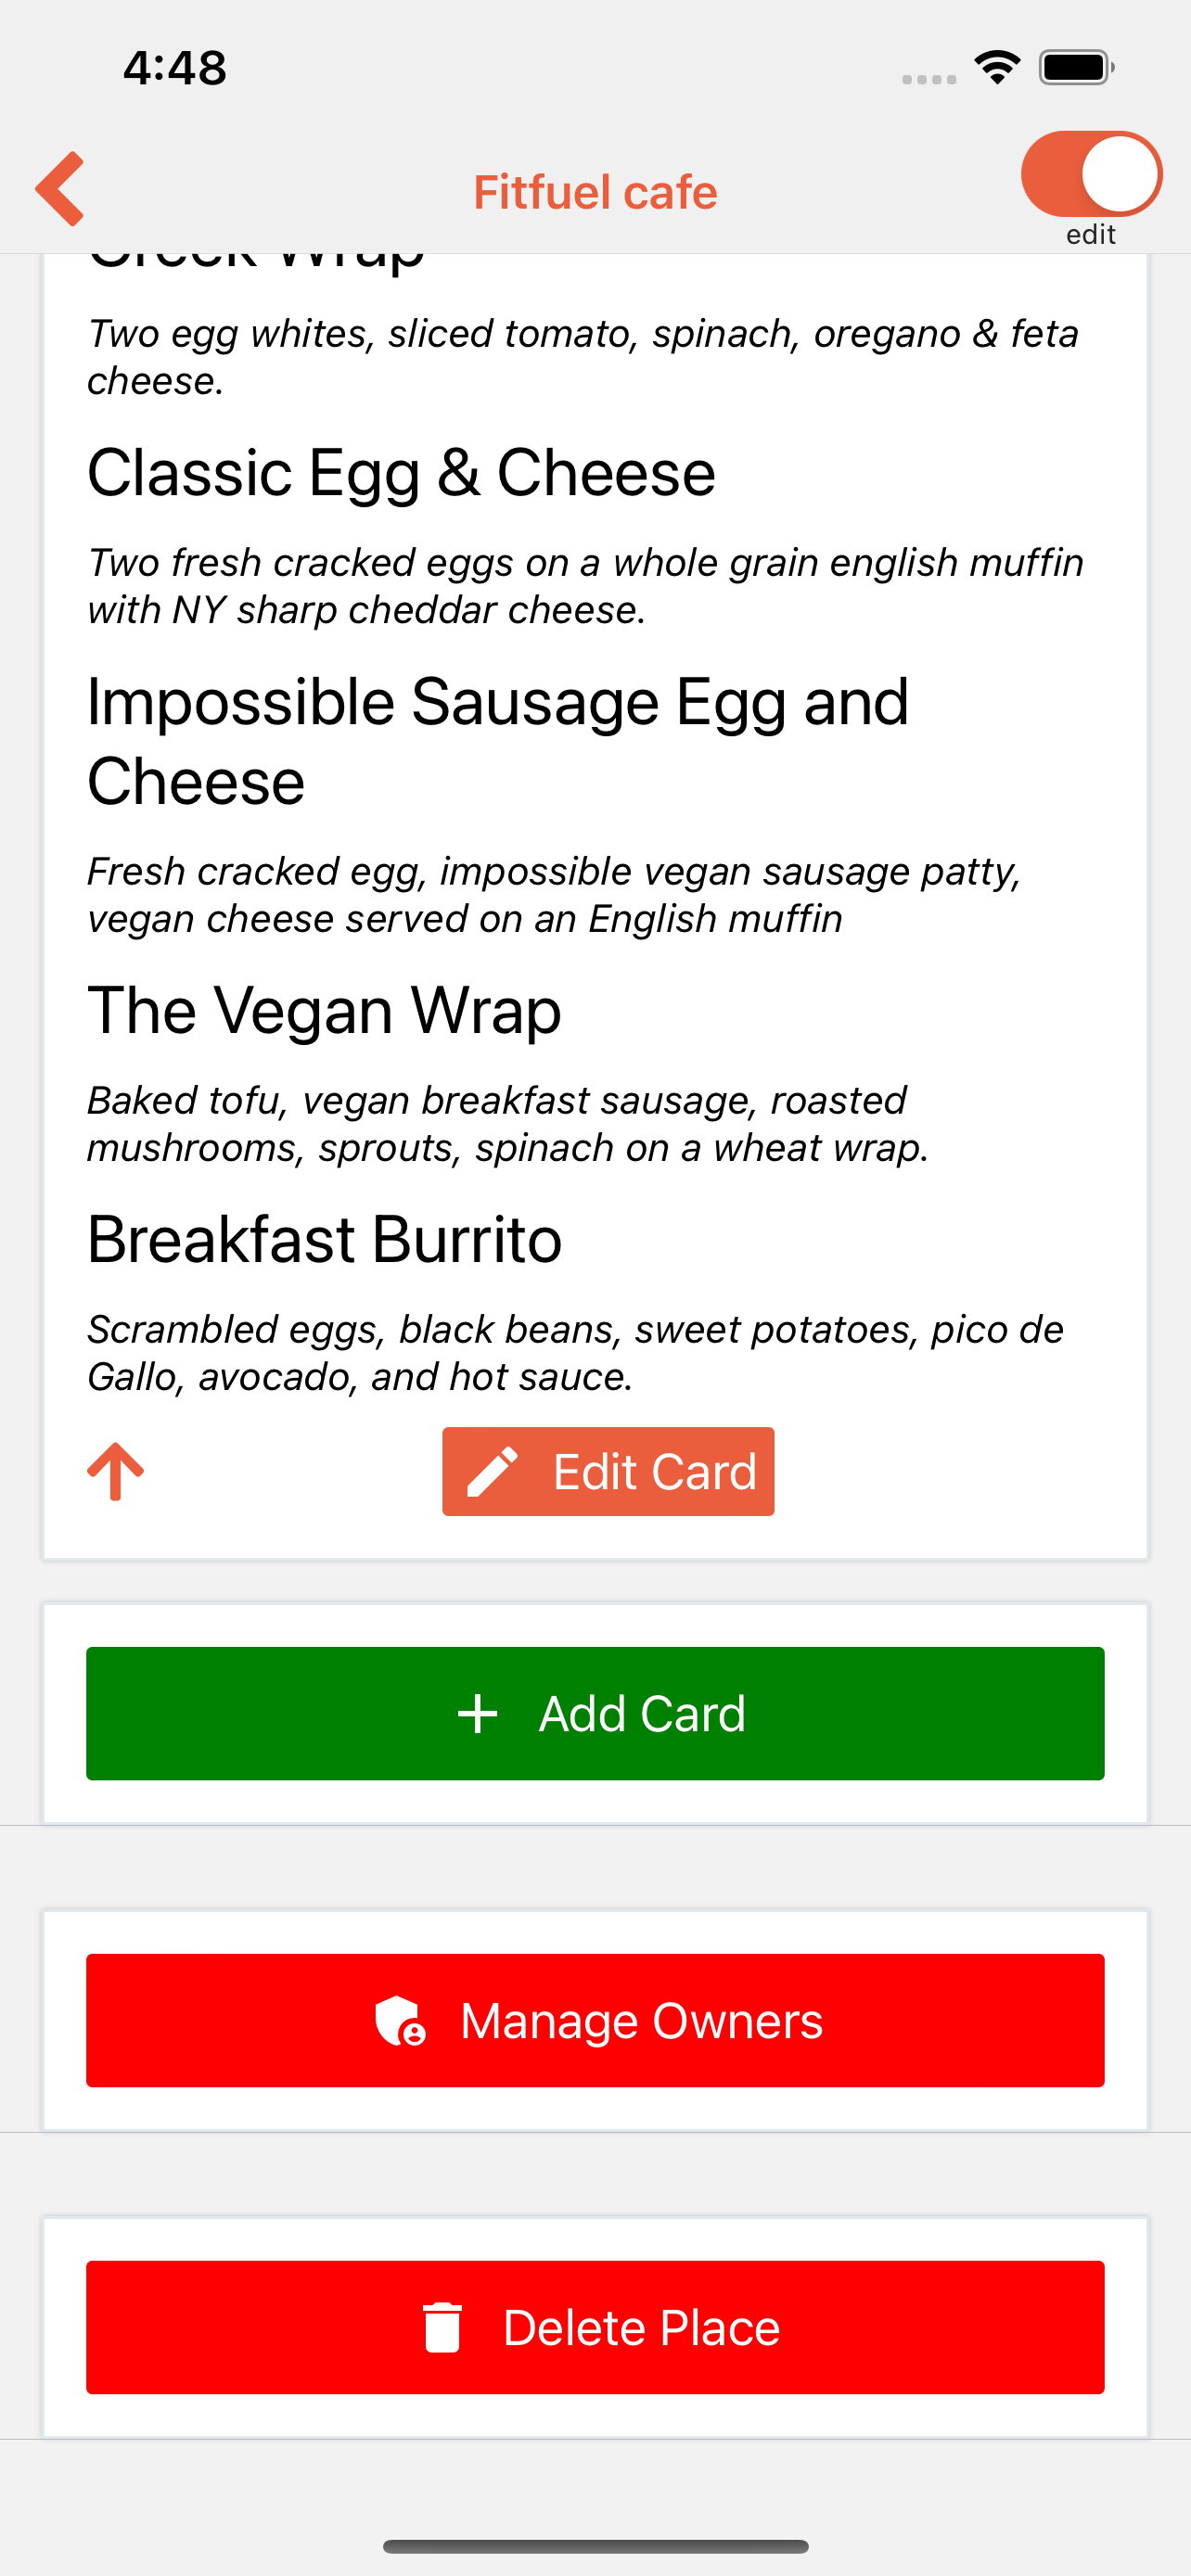 4:48
Fitfuel cafe
edit
Greek Wrap
Two egg whites, sliced tomato, spinach, oregano & feta
cheese.
Classic Egg & Cheese
Two fresh cracked eggs on a whole grain english muffin
with NY sharp cheddar cheese.
Impossible Sausage Egg and
Cheese
Fresh cracked egg, impossible vegan sausage patty,
vegan cheese served on an English muffin
The Vegan Wrap
Baked tofu, vegan breakfast sausage, roasted
mushrooms, sprouts, spinach on a wheat wrap.
Breakfast Burrito
Scrambled eggs, black beans, sweet potatoes, pico de
Gallo, avocado, and hot sauce.
Edit Card
Add Card
Manage Owners
Delete Place